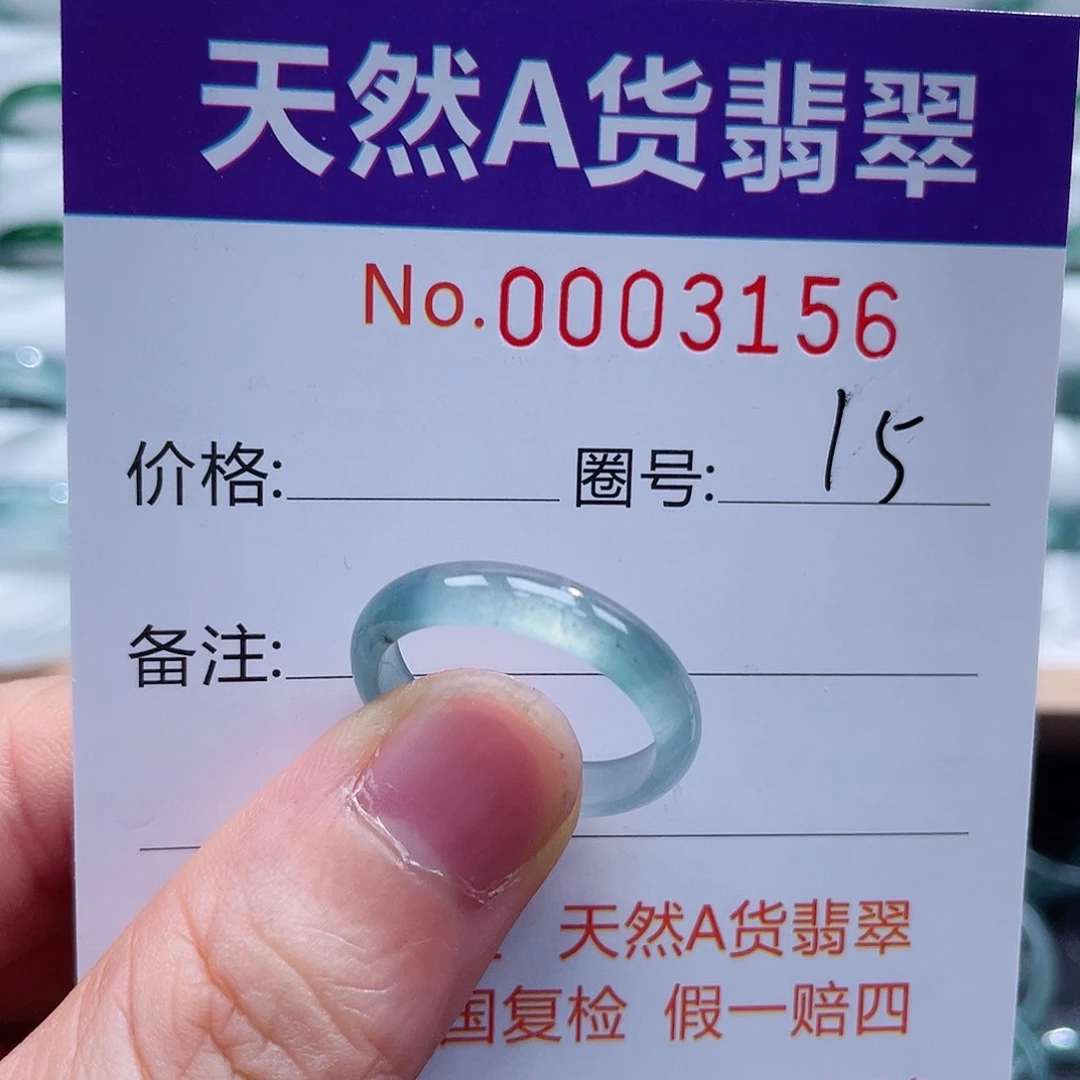 天然A货翡翠
No.0003156
价格: 圈号: 15
备注:
天然A货翡翠
国复检 假一赔四